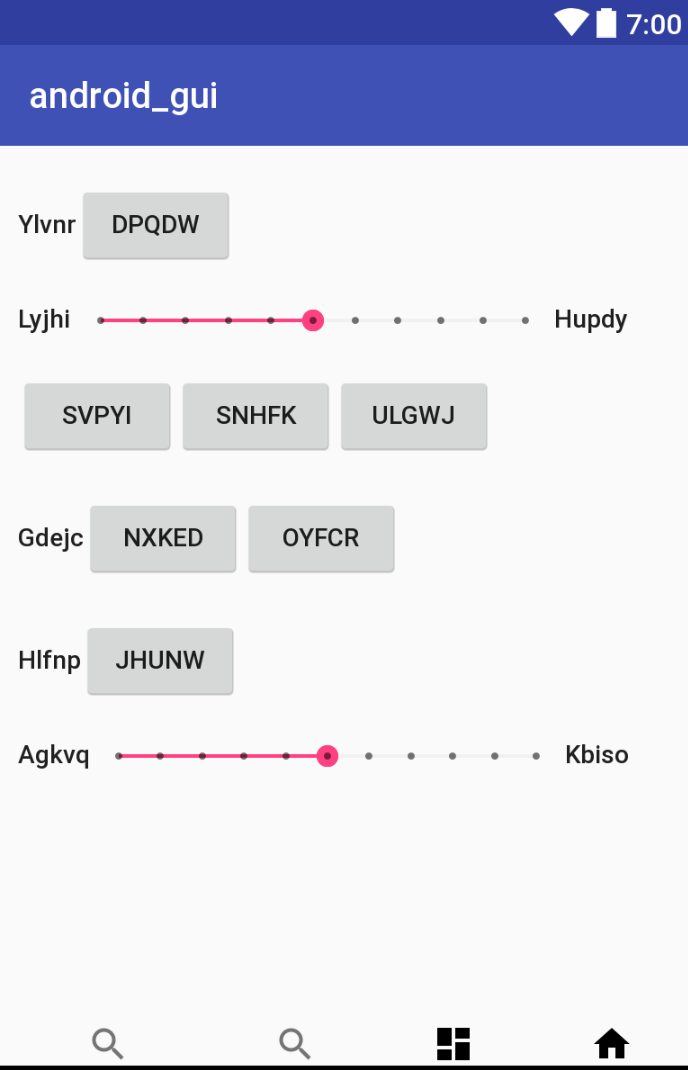 7:00
android_gui
Ylvnr DPQDW
Lyjhi Hupdy
SVPYI SNHFK ULGWJ
Gdejc NXKED OYFCR
Hlfnp JHUNW
Agkvq Kbiso